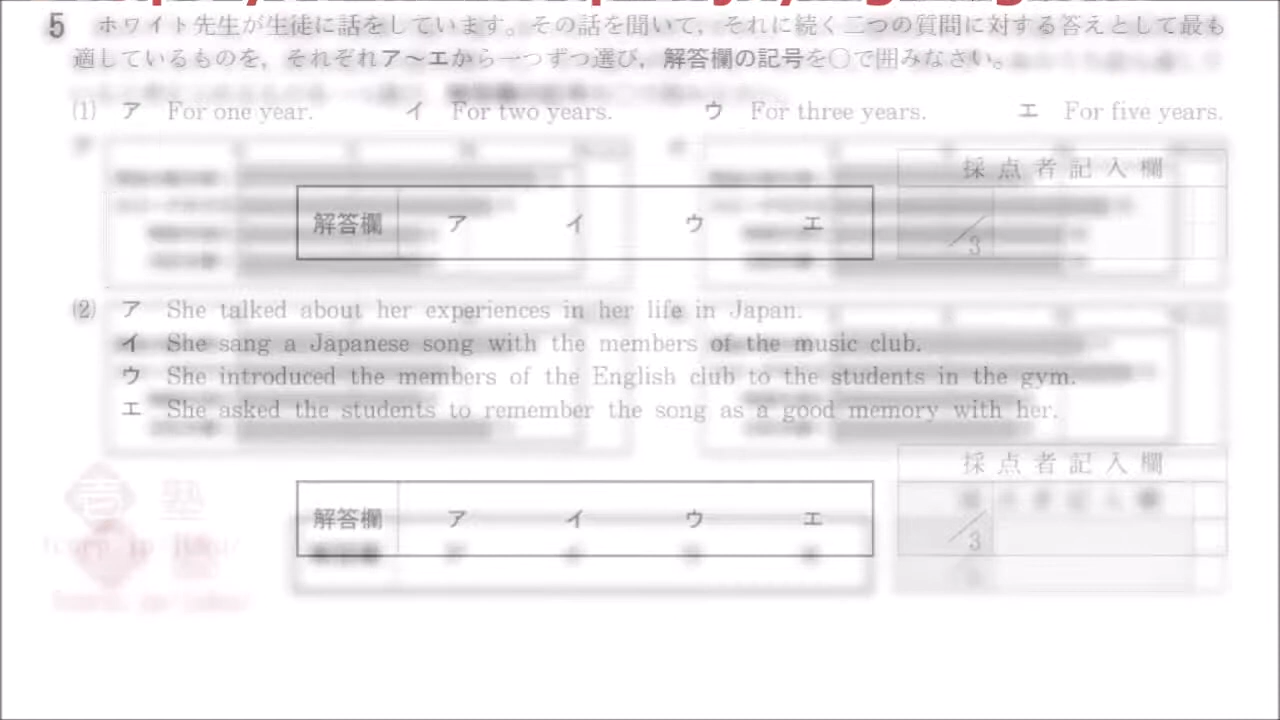 5 ホワイト先生が生徒に話をしています。その話を聞いて，それに続く二つの質問に対する答えとして最も
適しているものを，それぞれア～エから一つずつ選び，解答欄の記号を○で囲みなさい。
(1) ア For one year. イ For two years. ウ For three years. エ For five years.
採点者記入欄
解答欄 ア イ ウ エ
/3
(2) ア She talked about her experiences in her life in Japan.
イ She sang a Japanese song with the members of the music club.
ウ She introduced the members of the English club to the students in the gym.
エ She asked the students to remember the song as a good memory with her.
採点者記入欄
解答欄 ア イ ウ エ
/3